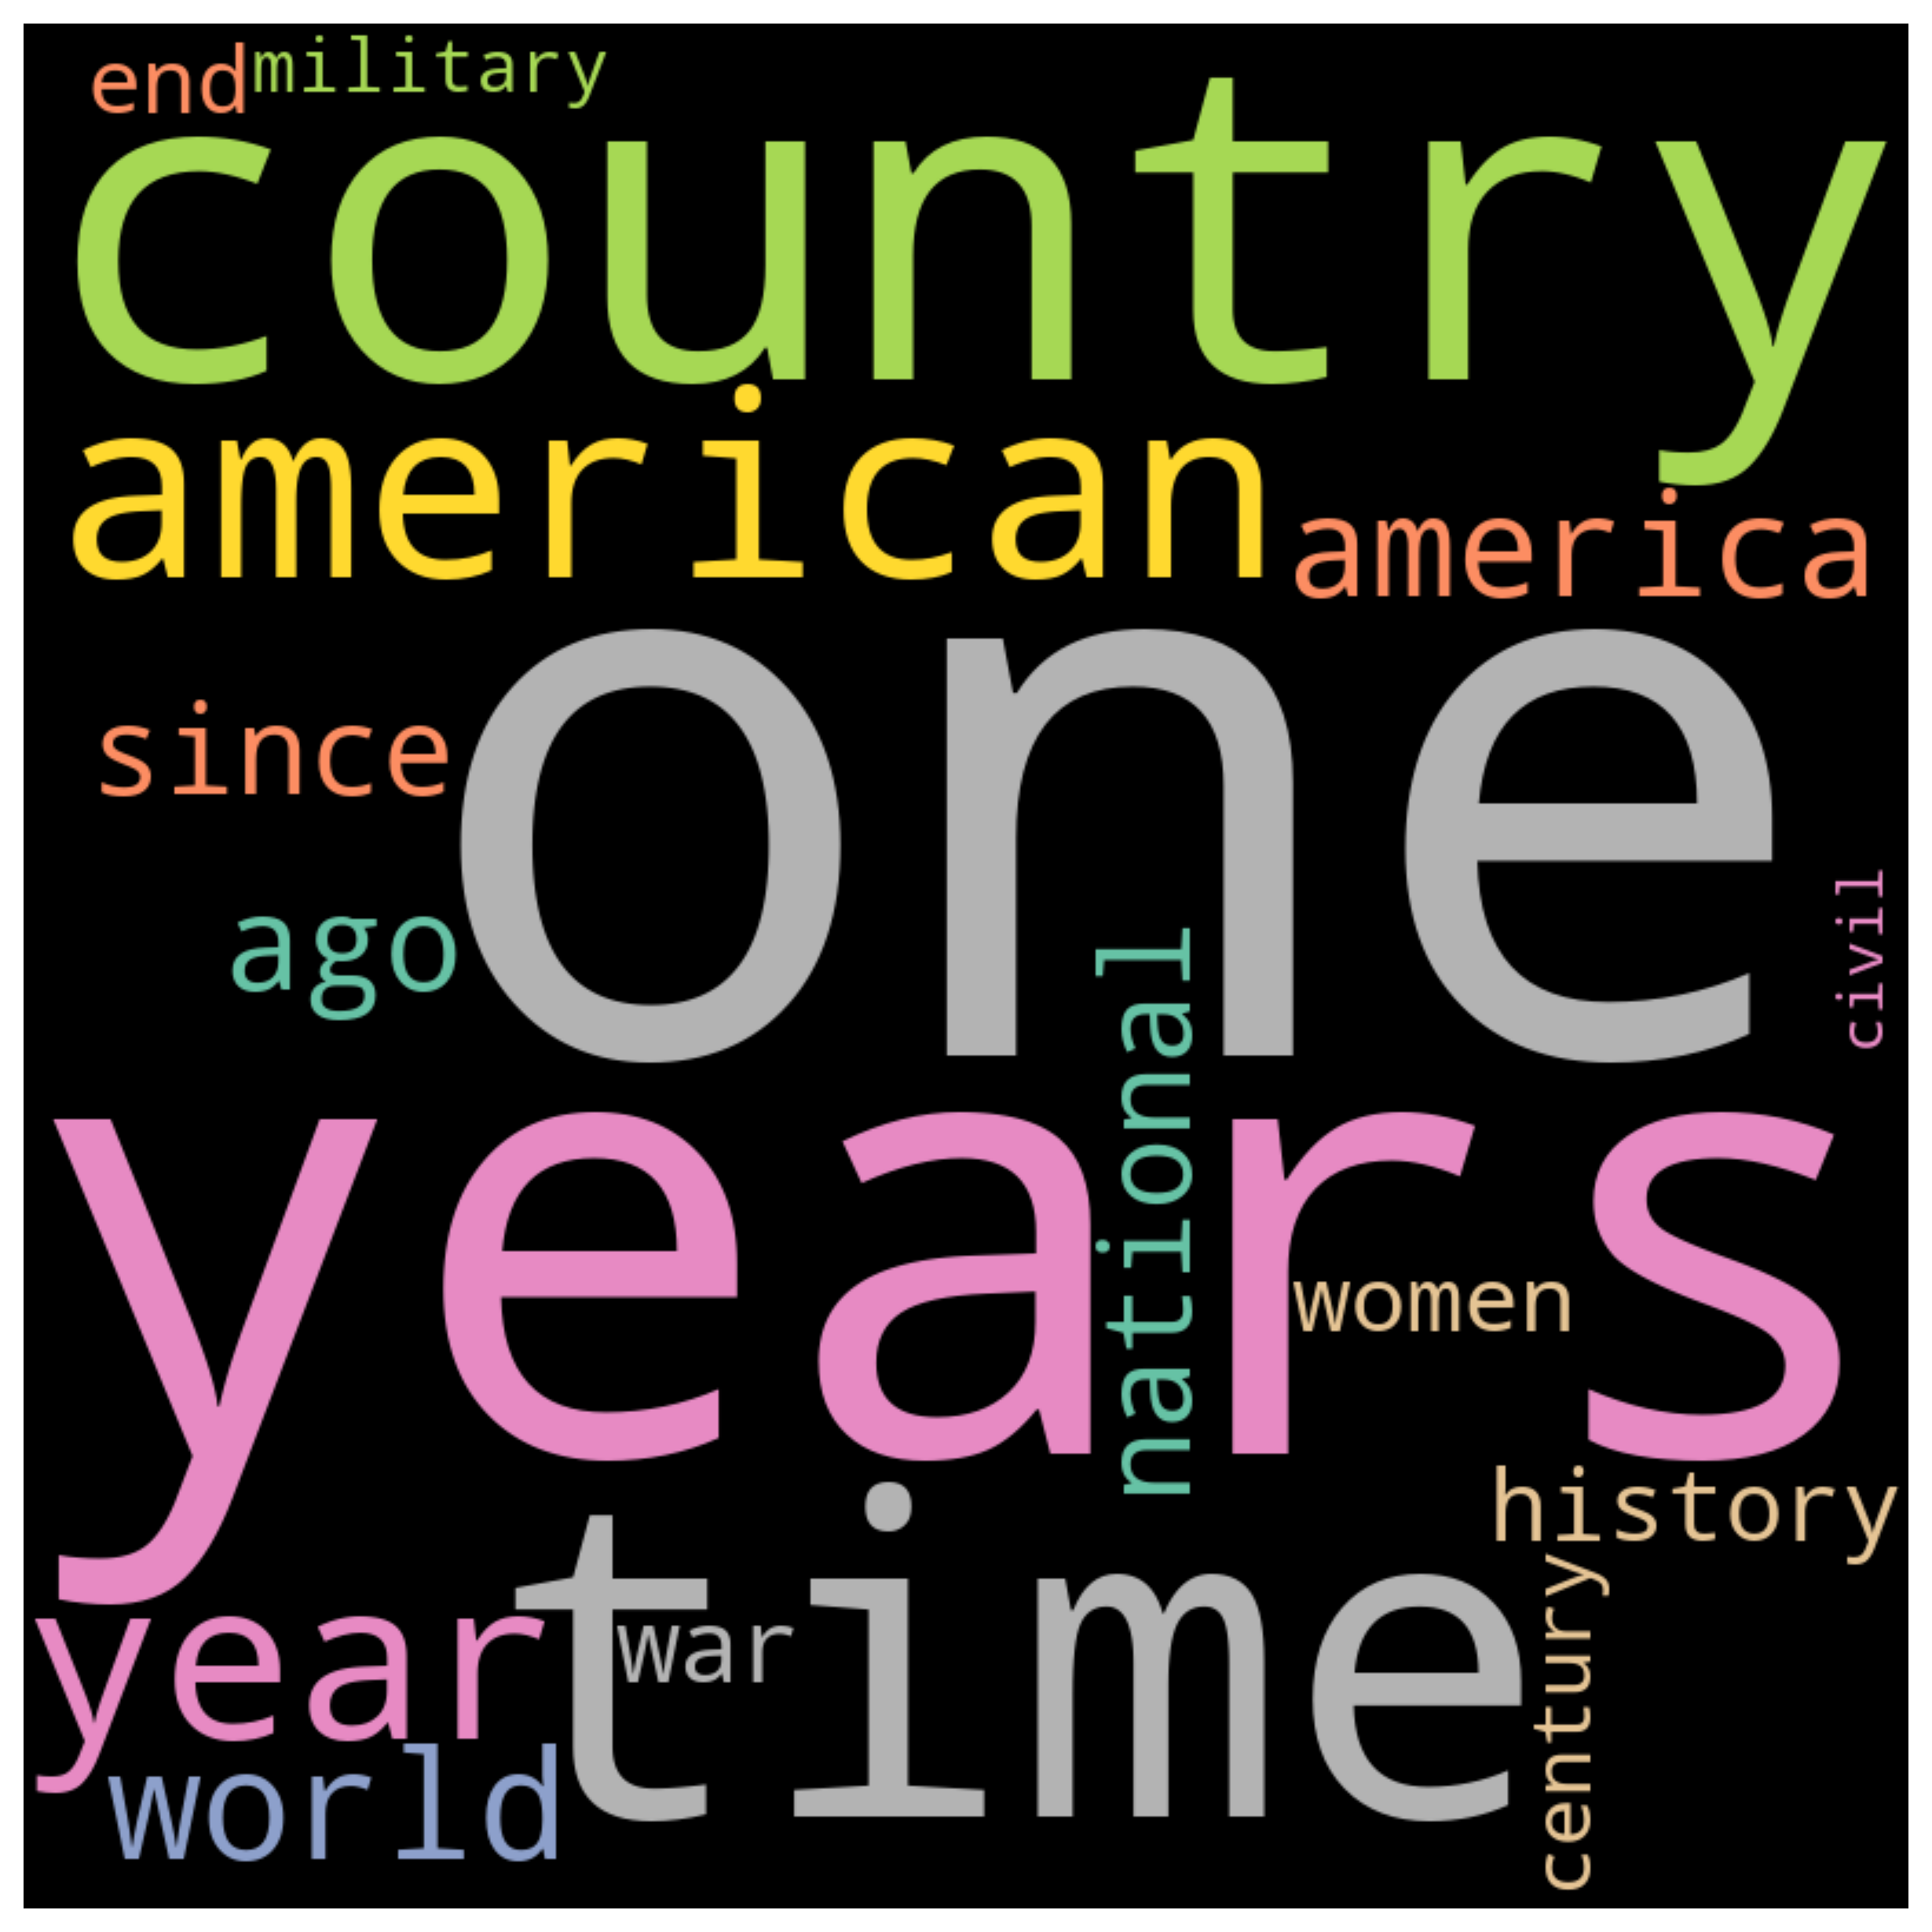 end military
country
american america
one
since
ago
civil
national
years
women
history
time
year war
century
world